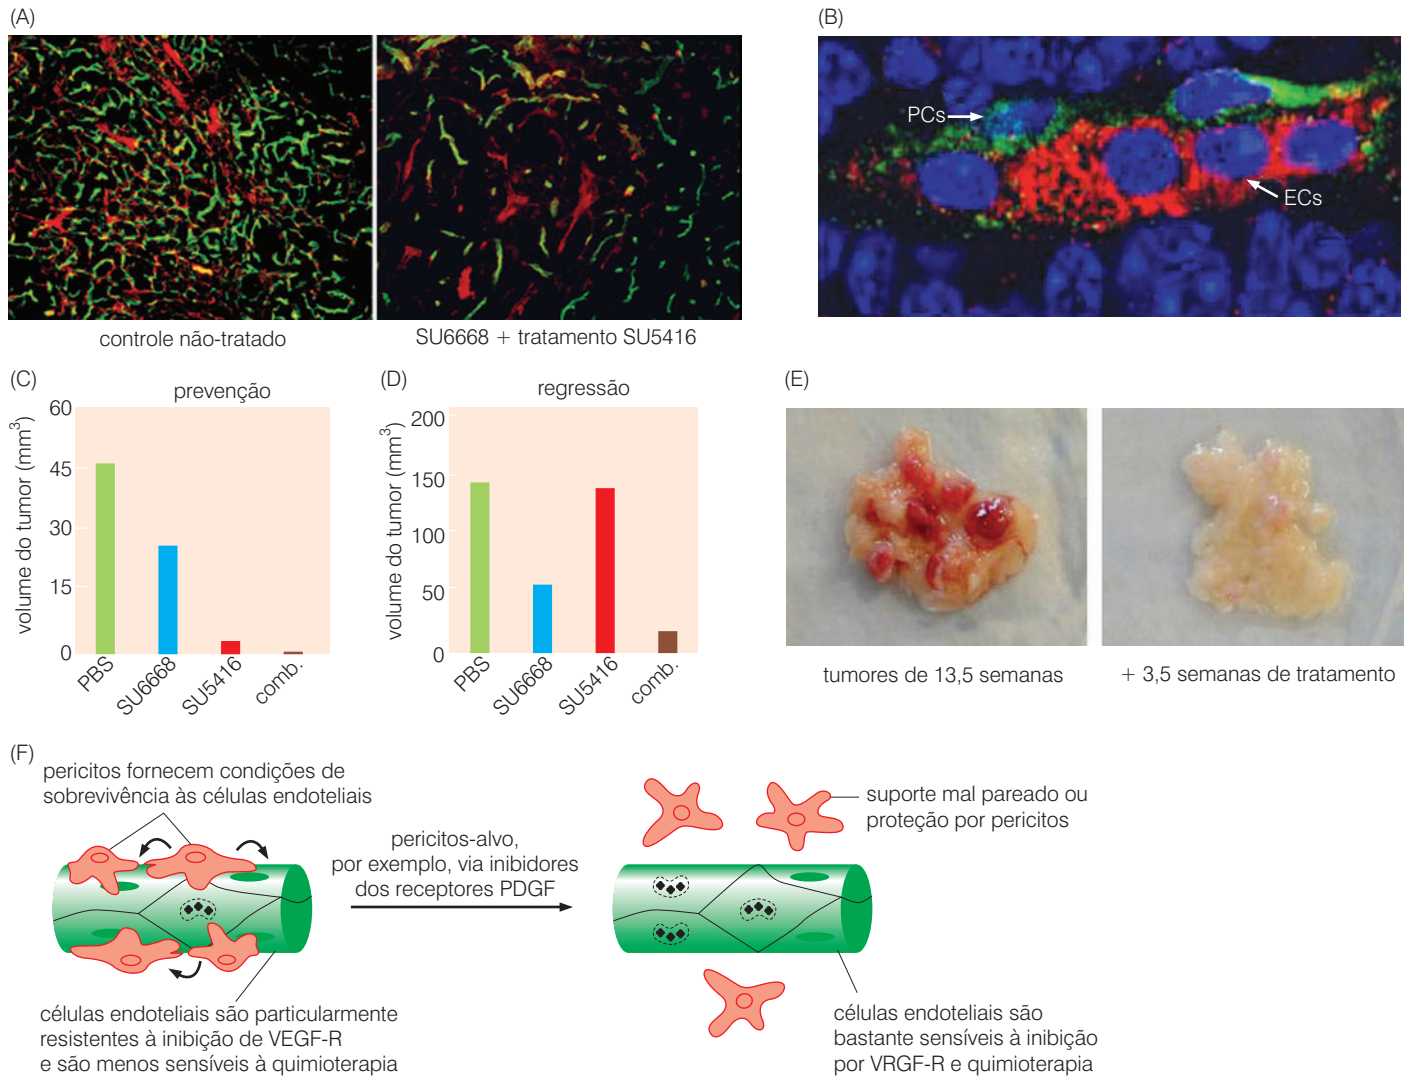 (A)
controle não-tratado
SU6668 + tratamento SU5416
(B)
PCs
ECs
(C)
prevenção
volume do tumor (mm³)
60
45
30
15
0
PBS
SU6668
SU5416
comb.
(D)
regressão
volume do tumor (mm³)
200
150
100
50
0
PBS
SU6668
SU5416
comb.
(E)
tumores de 13,5 semanas
+ 3,5 semanas de tratamento
(F)
pericitos fornecem condições de
sobrevivência às células endoteliais
pericitos-alvo,
por exemplo, via inibidores
dos receptores PDGF
suporte mal pareado ou
proteção por pericitos
células endoteliais são particularmente
resistentes à inibição de VEGF-R
e são menos sensíveis à quimioterapia
células endoteliais são
bastante sensíveis à inibição
por VRGF-R e quimioterapia